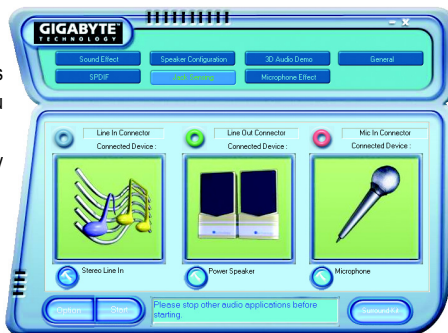 GIGABYTE™
TECHNOLOGY
Sound Effect
Speaker Configuration
3D Audio Demo
General
SPDIF
Jack Sensing
Microphone Effect
s
u
Line In Connector
Line Out Connector
Mic In Connector
Connected Device :
Connected Device :
Connected Device :
Stereo Line In
Power Speaker
Microphone
Option
Start
Please stop other audio applications before
starting.
Surround-Kit